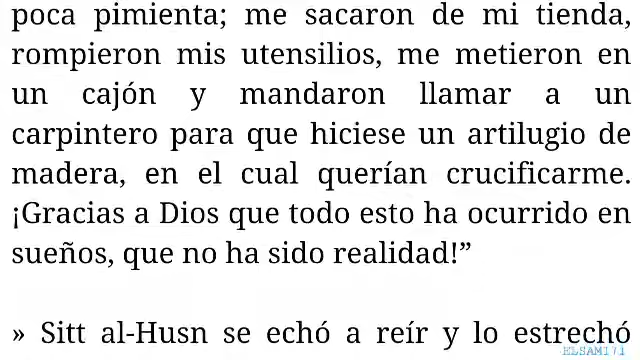 poca pimienta; me sacaron de mi tienda,
rompieron mis utensilios, me metieron en
un cajón y mandaron llamar a un
carpintero para que hiciese un artilugio de
madera, en el cual querían crucificarme.
¡Gracias a Dios que todo esto ha ocurrido en
sueños, que no ha sido realidad!”
» Sitt al-Husn se echó a reír y lo estrechó
ELSAM171